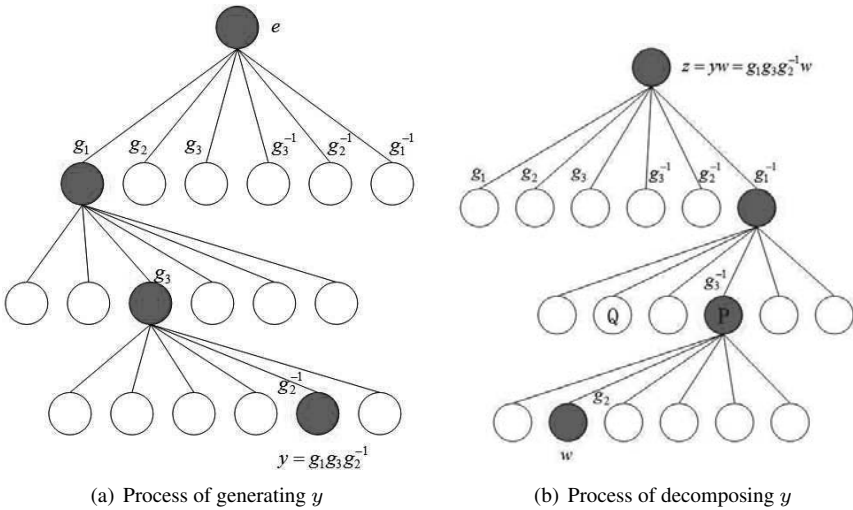 e
g₁ g₂ g₃ g₃⁻¹ g₂⁻¹ g₁⁻¹
g₃
g₂⁻¹
y = g₁g₃g₂⁻¹
(a) Process of generating y
z = yw = g₁g₃g₂⁻¹w
g₁ g₂ g₃ g₃⁻¹ g₂⁻¹ g₁⁻¹
g₃⁻¹
Q P
g₂
w
(b) Process of decomposing y